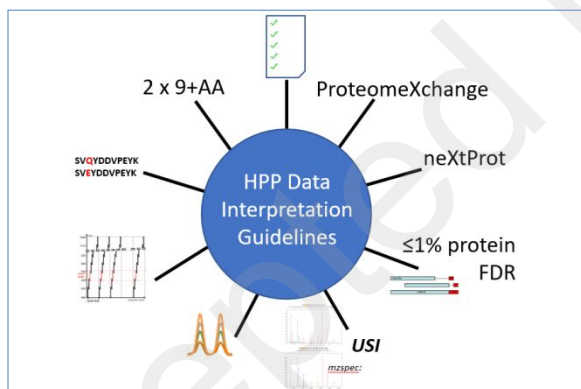 2 x 9+AA
ProteomeXchange
SVQYDDVPEYK
SVEYDDVPEYK
neXtProt
HPP Data
Interpretation
Guidelines
≤1% protein
FDR
USI
mzspec: